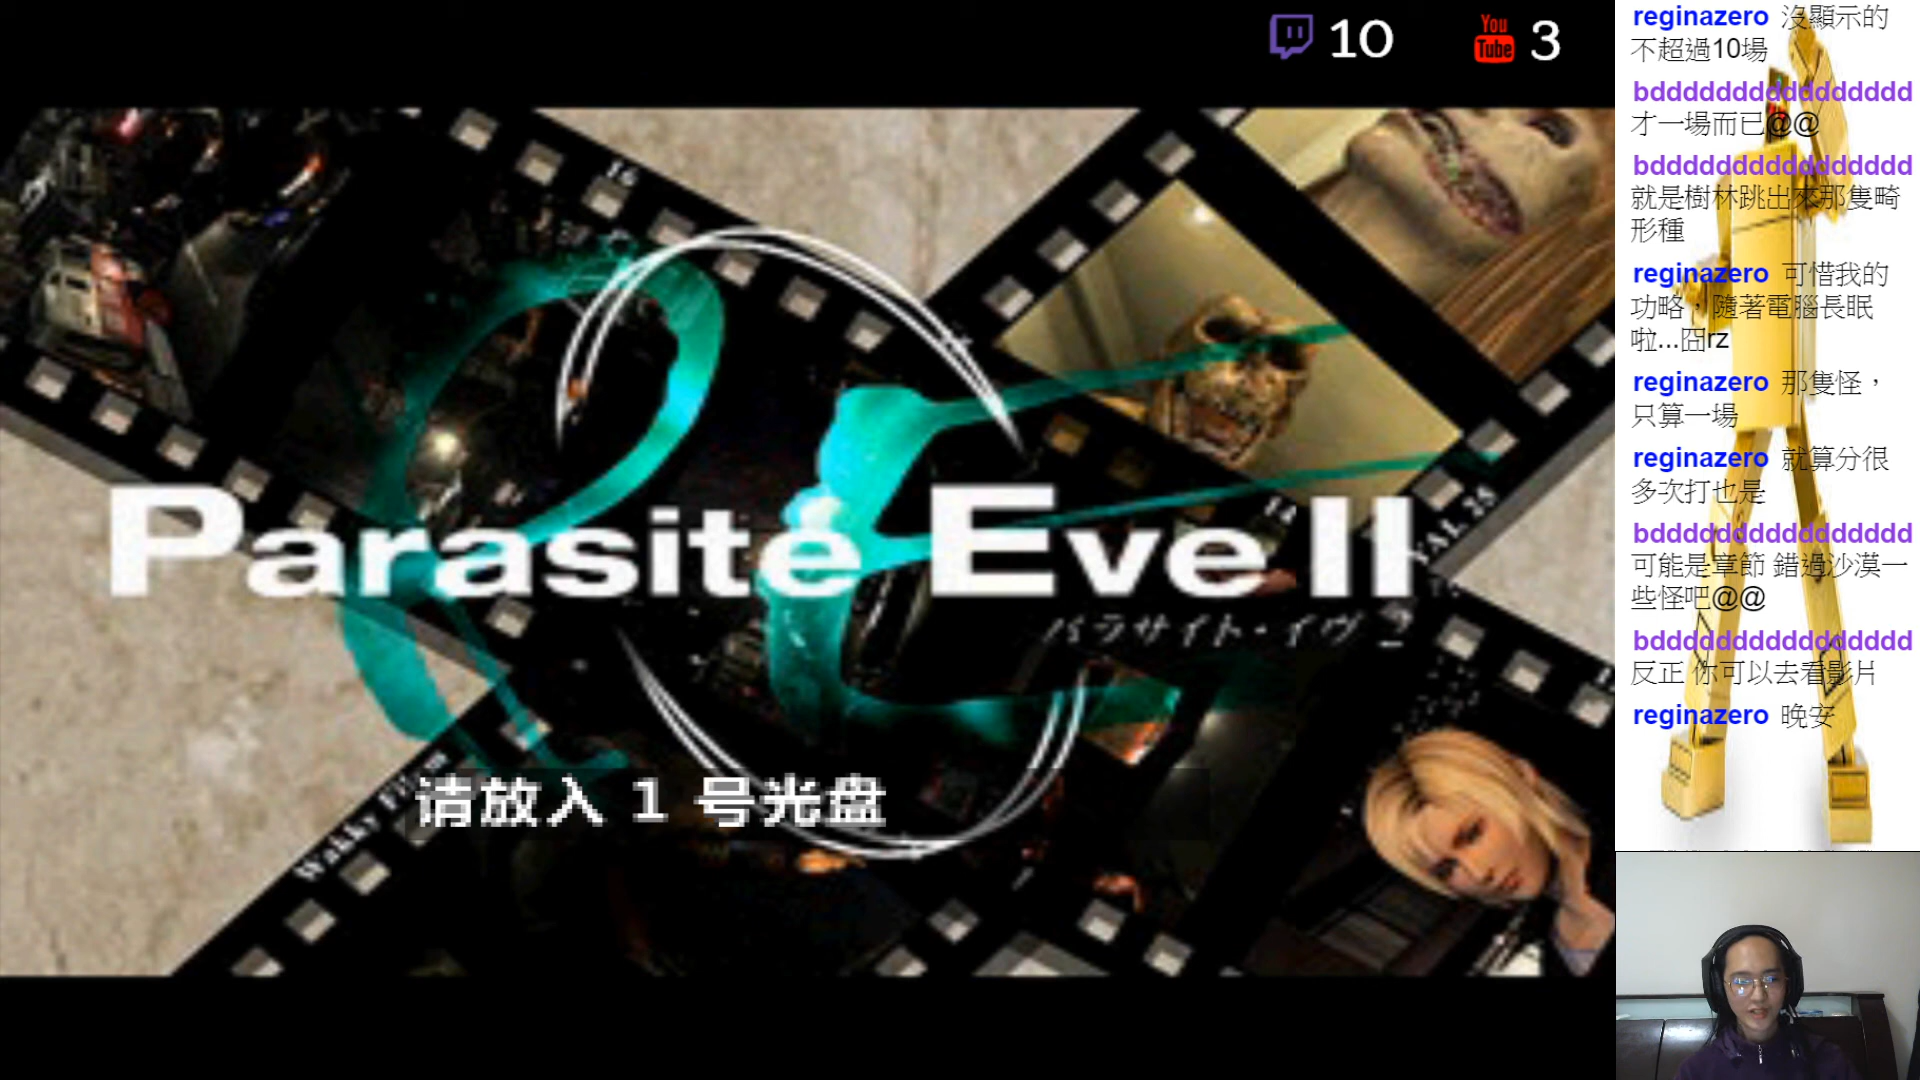 10
You
Tube
3
16
Parasite Eve II
パラサイト・イヴ 2
14
请放入 1 号光盘
reginazero 沒顯示的
不超過10場
bdddddddddddddddd
才一場而已@@
bdddddddddddddddd
就是樹林跳出來那隻畸
形種
reginazero 可惜我的
功略，隨著電腦長眠
啦...囧rz
reginazero 那隻怪，
只算一場
reginazero 就算分很
多次打也是
bdddddddddddddddd
可能是章節 錯過沙漠一
些怪吧@@
bdddddddddddddddd
反正 你可以去看影片
reginazero 晚安